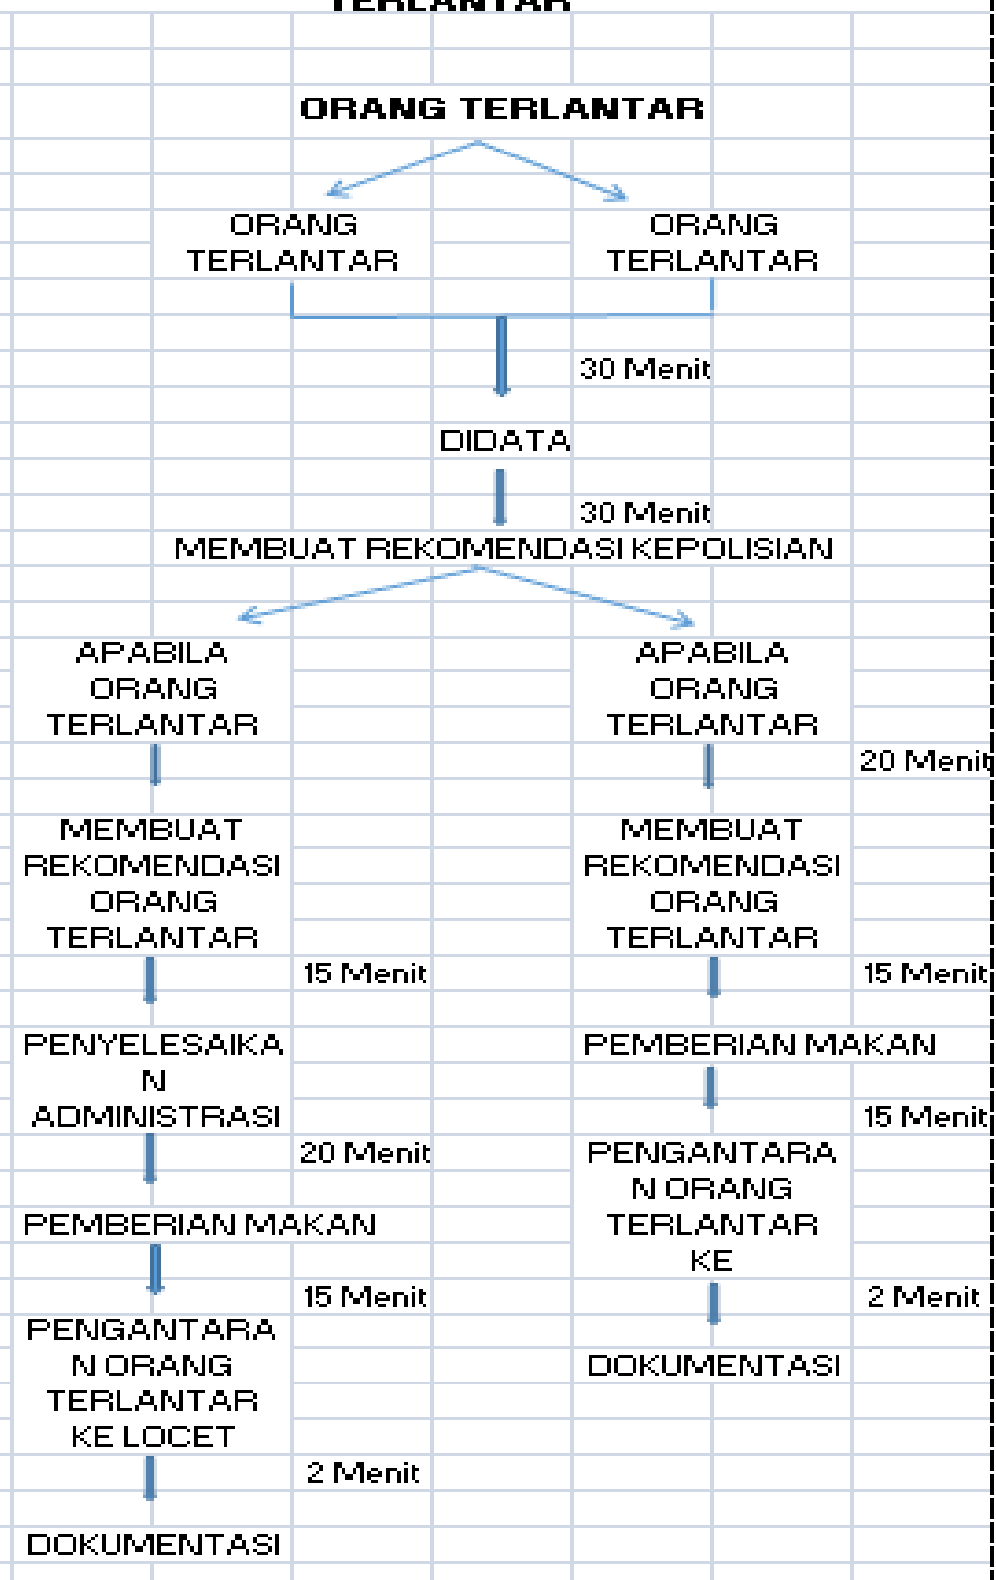 TERLANTAR
ORANG TERLANTAR
ORANG
TERLANTAR
ORANG
TERLANTAR
30 Menit
DIDATA
30 Menit
MEMBUAT REKOMENDASI KEPOLISIAN
APABILA
ORANG
TERLANTAR
APABILA
ORANG
TERLANTAR
20 Menit
MEMBUAT
REKOMENDASI
ORANG
TERLANTAR
MEMBUAT
REKOMENDASI
ORANG
TERLANTAR
15 Menit
15 Menit
PENYELESAIKA
N
ADMINISTRASI
PEMBERIAN MAKAN
15 Menit
20 Menit
PENGANTARA
N ORANG
TERLANTAR
KE
PEMBERIAN MAKAN
15 Menit
2 Menit
PENGANTARA
N ORANG
TERLANTAR
KE LOCET
DOKUMENTASI
2 Menit
DOKUMENTASI